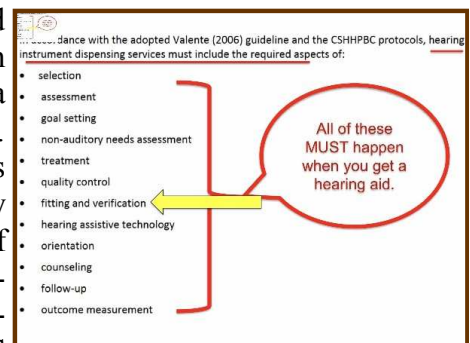 In accordance with the adopted Valente (2006) guideline and the CSHHPBC protocols, hearing
instrument dispensing services must include the required aspects of:
• selection
• assessment
• goal setting
• non-auditory needs assessment
• treatment
• quality control
• fitting and verification
• hearing assistive technology
• orientation
• counseling
• follow-up
• outcome measurement
All of these
MUST happen
when you get a
hearing aid.